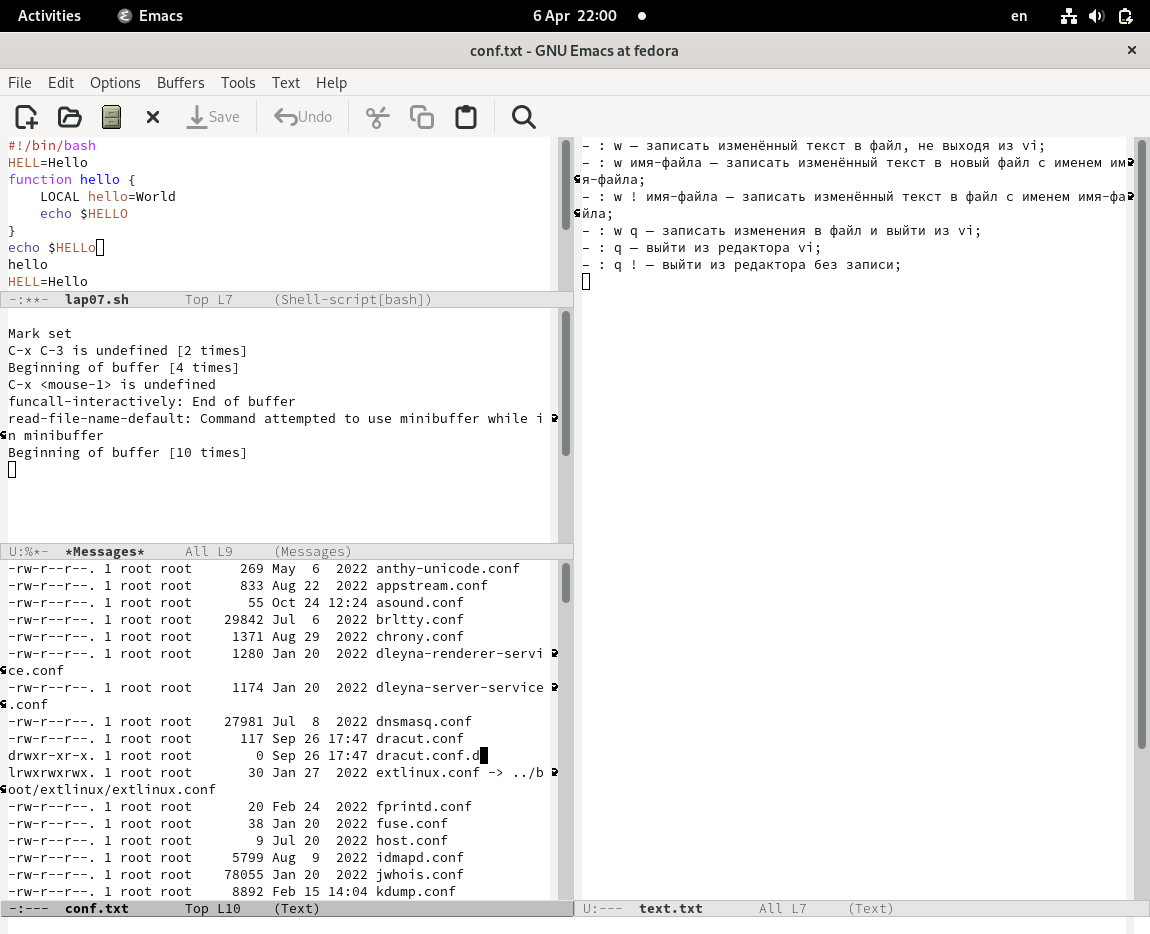 Activities Emacs 6 Apr 22:00 en
conf.txt - GNU Emacs at fedora
File Edit Options Buffers Tools Text Help
Save Undo
#!/bin/bash
HELL=Hello
function hello {
    LOCAL hello=World
    echo $HELLO
}
echo $HELLo
hello
HELL=Hello
-:**-  lap07.sh       Top L7     (Shell-script[bash])
Mark set
C-x C-3 is undefined [2 times]
Beginning of buffer [4 times]
C-x <mouse-1> is undefined
funcall-interactively: End of buffer
read-file-name-default: Command attempted to use minibuffer while i
n minibuffer
Beginning of buffer [10 times]
U:%*-  *Messages*     All L9     (Messages)
-rw-r--r--. 1 root root      269 May  6  2022 anthy-unicode.conf
-rw-r--r--. 1 root root      833 Aug 22  2022 appstream.conf
-rw-r--r--. 1 root root       55 Oct 24 12:24 asound.conf
-rw-r--r--. 1 root root    29842 Jul  6  2022 brltty.conf
-rw-r--r--. 1 root root     1371 Aug 29  2022 chrony.conf
-rw-r--r--. 1 root root     1280 Jan 20  2022 dleyna-renderer-servi
ce.conf
-rw-r--r--. 1 root root     1174 Jan 20  2022 dleyna-server-service
.conf
-rw-r--r--. 1 root root    27981 Jul  8  2022 dnsmasq.conf
-rw-r--r--. 1 root root      117 Sep 26 17:47 dracut.conf
drwxr-xr-x. 1 root root        0 Sep 26 17:47 dracut.conf.d
lrwxrwxrwx. 1 root root       30 Jan 27  2022 extlinux.conf -> ../b
oot/extlinux/extlinux.conf
-rw-r--r--. 1 root root       20 Feb 24  2022 fprintd.conf
-rw-r--r--. 1 root root       38 Jan 20  2022 fuse.conf
-rw-r--r--. 1 root root        9 Jul 20  2022 host.conf
-rw-r--r--. 1 root root     5799 Aug  9  2022 idmapd.conf
-rw-r--r--. 1 root root    78055 Jan 20  2022 jwhois.conf
-rw-r--r--. 1 root root     8892 Feb 15 14:04 kdump.conf
-:---  conf.txt       Top L10    (Text)
– : w — записать изменённый текст в файл, не выходя из vi;
– : w имя-файла — записать изменённый текст в новый файл с именем им
я-файла;
– : w ! имя-файла — записать изменённый текст в файл с именем имя-фа
йла;
– : w q — записать изменения в файл и выйти из vi;
– : q — выйти из редактора vi;
– : q ! — выйти из редактора без записи;
U:---  text.txt       All L7     (Text)